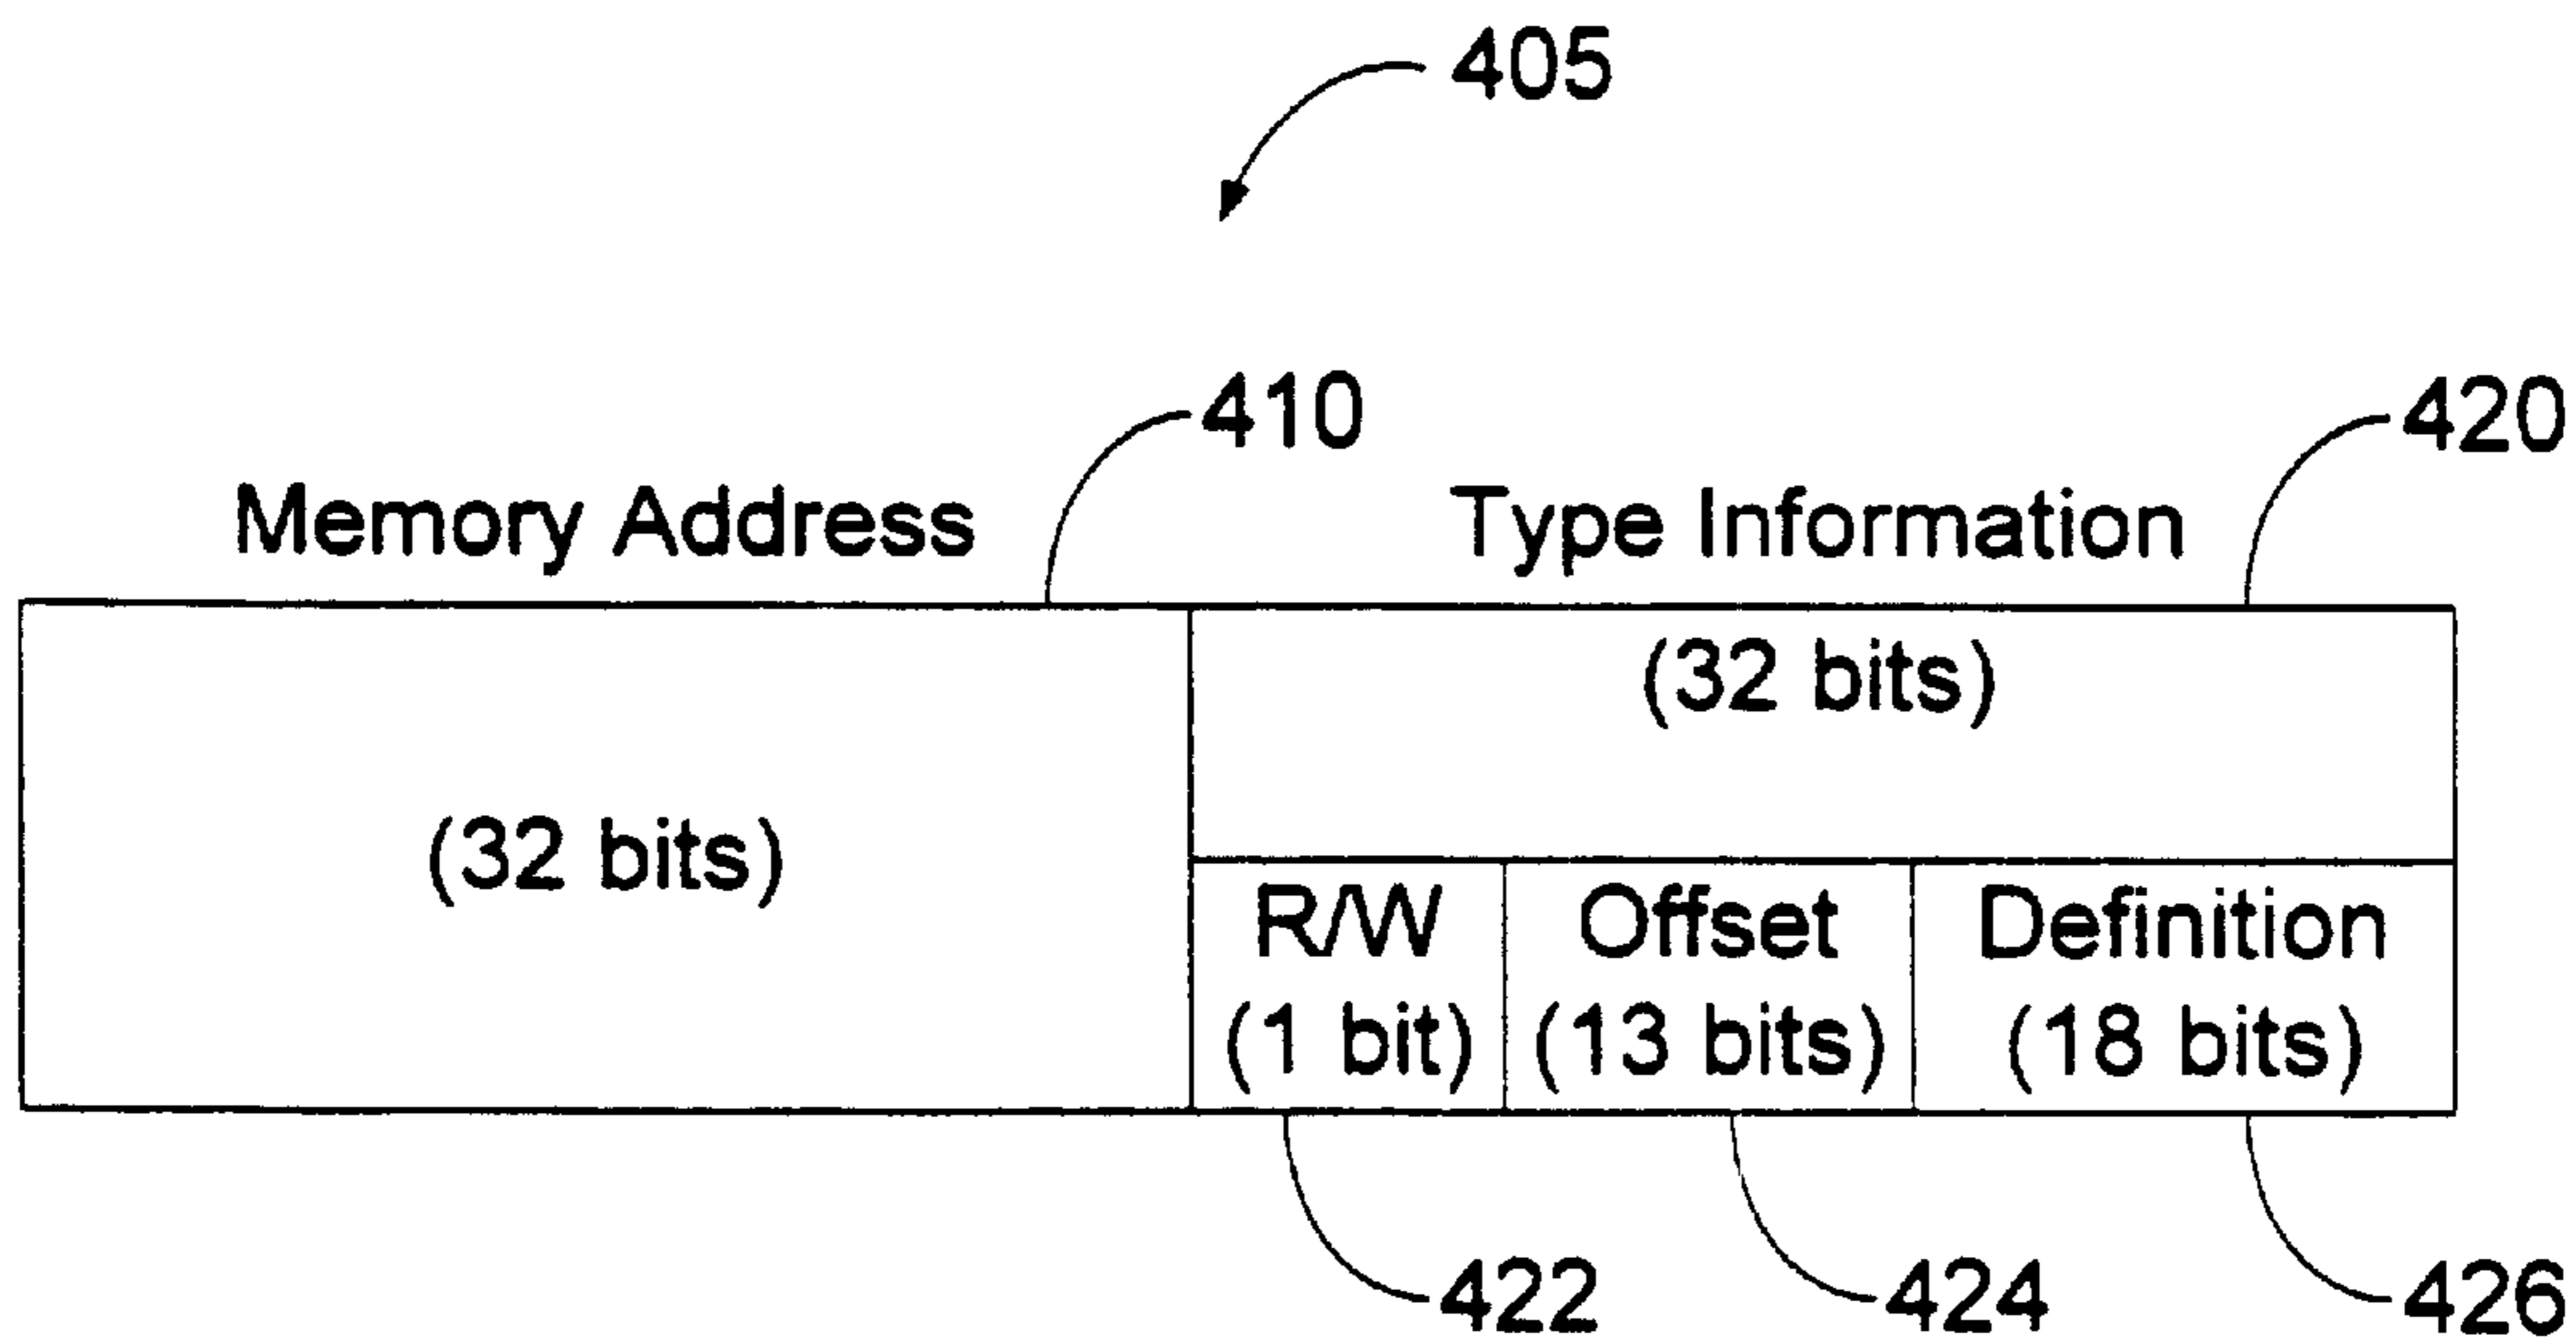 405
410
420
Memory Address
Type Information
(32 bits)
(32 bits)
R/W
Offset
Definition
(1 bit)
(13 bits)
(18 bits)
422
424
426